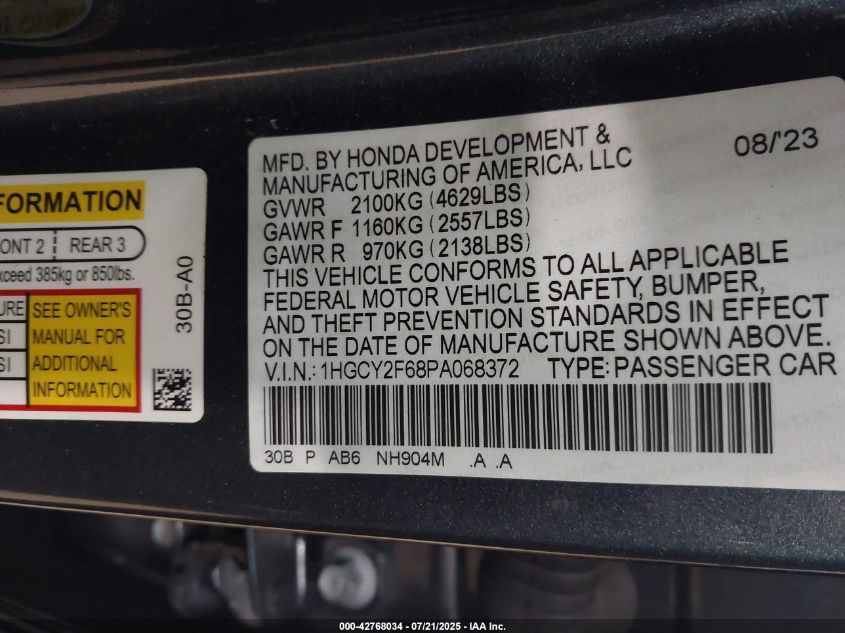 FORMATION
ONT 2 REAR 3
exceed 385kg or 850lbs.
URE SEE OWNER'S
SI MANUAL FOR
SI ADDITIONAL
INFORMATION
30B-A0
MFD. BY HONDA DEVELOPMENT & 08/'23
MANUFACTURING OF AMERICA, LLC
GVWR 2100KG (4629LBS)
GAWR F 1160KG (2557LBS)
GAWR R 970KG (2138LBS)
THIS VEHICLE CONFORMS TO ALL APPLICABLE
FEDERAL MOTOR VEHICLE SAFETY, BUMPER,
AND THEFT PREVENTION STANDARDS IN EFFECT
ON THE DATE OF MANUFACTURE SHOWN ABOVE.
V.I.N.: 1HGCY2F68PA068372 TYPE: PASSENGER CAR
30B P AB6 NH904M .A .A
000-42768034 / 07/21/2025 - IAA Inc.